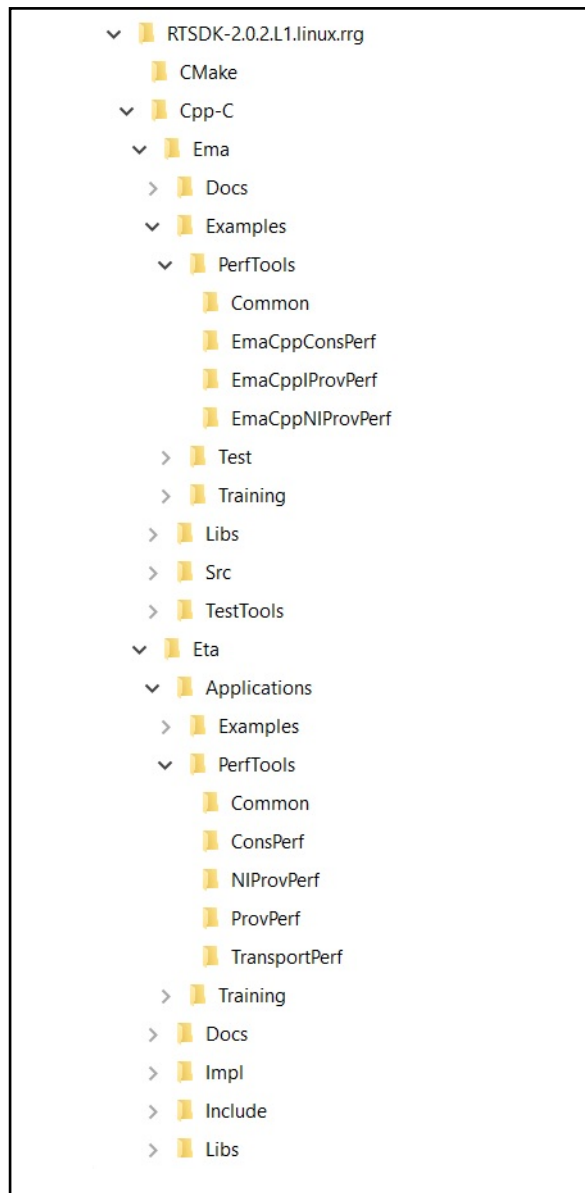 RTSDK-2.0.2.L1.linux.rrg
CMake
Cpp-C
Ema
Docs
Examples
PerfTools
Common
EmaCppConsPerf
EmaCppIProvPerf
EmaCppNIProvPerf
Test
Training
Libs
Src
TestTools
Eta
Applications
Examples
PerfTools
Common
ConsPerf
NIProvPerf
ProvPerf
TransportPerf
Training
Docs
Impl
Include
Libs